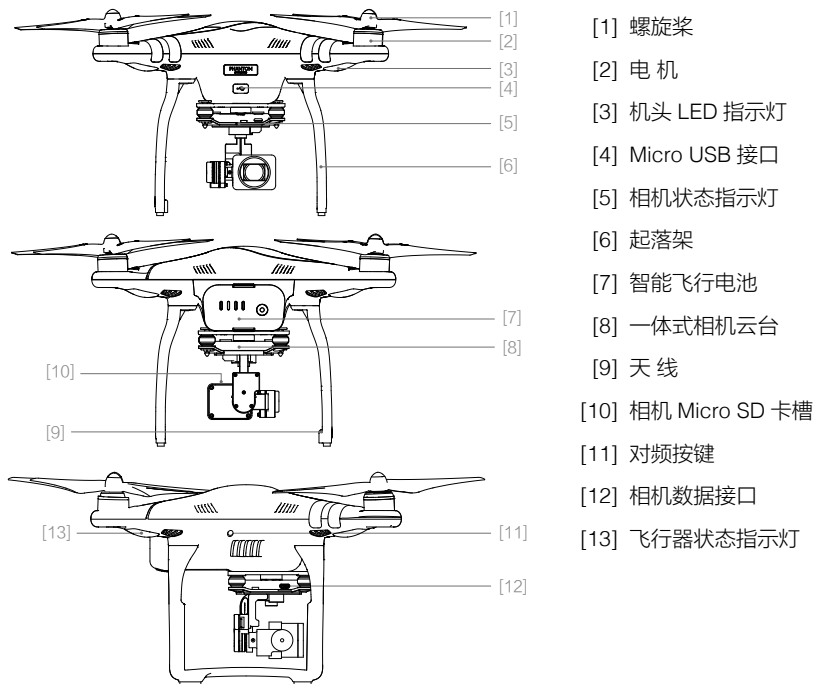 [1]
[2]
[3]
PHANTOM
[4]
[5]
[6]
[7]
[8]
[10]
[9]
[13]
[11]
[12]
[1] 螺旋桨
[2] 电 机
[3] 机头 LED 指示灯
[4] Micro USB 接口
[5] 相机状态指示灯
[6] 起落架
[7] 智能飞行电池
[8] 一体式相机云台
[9] 天 线
[10] 相机 Micro SD 卡槽
[11] 对频按键
[12] 相机数据接口
[13] 飞行器状态指示灯